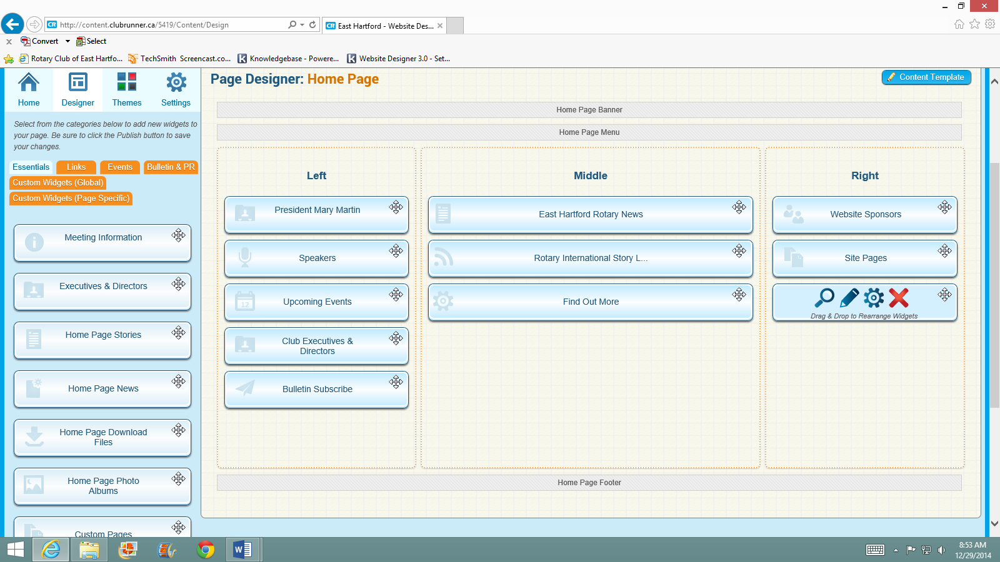 http://content.clubrunner.ca/5419/Content/Design
CR East Hartford - Website Des...
x Convert Select
Rotary Club of East Hartfo... TechSmith Screencast.co... K Knowledgebase - Powere... K Website Designer 3.0 - Set...
Home Designer Themes Settings
Select from the categories below to add new widgets to
your page. Be sure to click the Publish button to save
your changes.
Essentials Links Events Bulletin & PR
Custom Widgets (Global)
Custom Widgets (Page Specific)
Meeting Information
Executives & Directors
Home Page Stories
Home Page News
Home Page Download
Files
Home Page Photo
Albums
Custom Pages
Page Designer: Home Page
Content Template
Home Page Banner
Home Page Menu
Left
President Mary Martin
Speakers
12
Upcoming Events
Club Executives &
Directors
Bulletin Subscribe
Middle
East Hartford Rotary News
Rotary International Story L...
Find Out More
Right
Website Sponsors
Site Pages
Drag & Drop to Rearrange Widgets
Home Page Footer
8:53 AM
12/29/2014